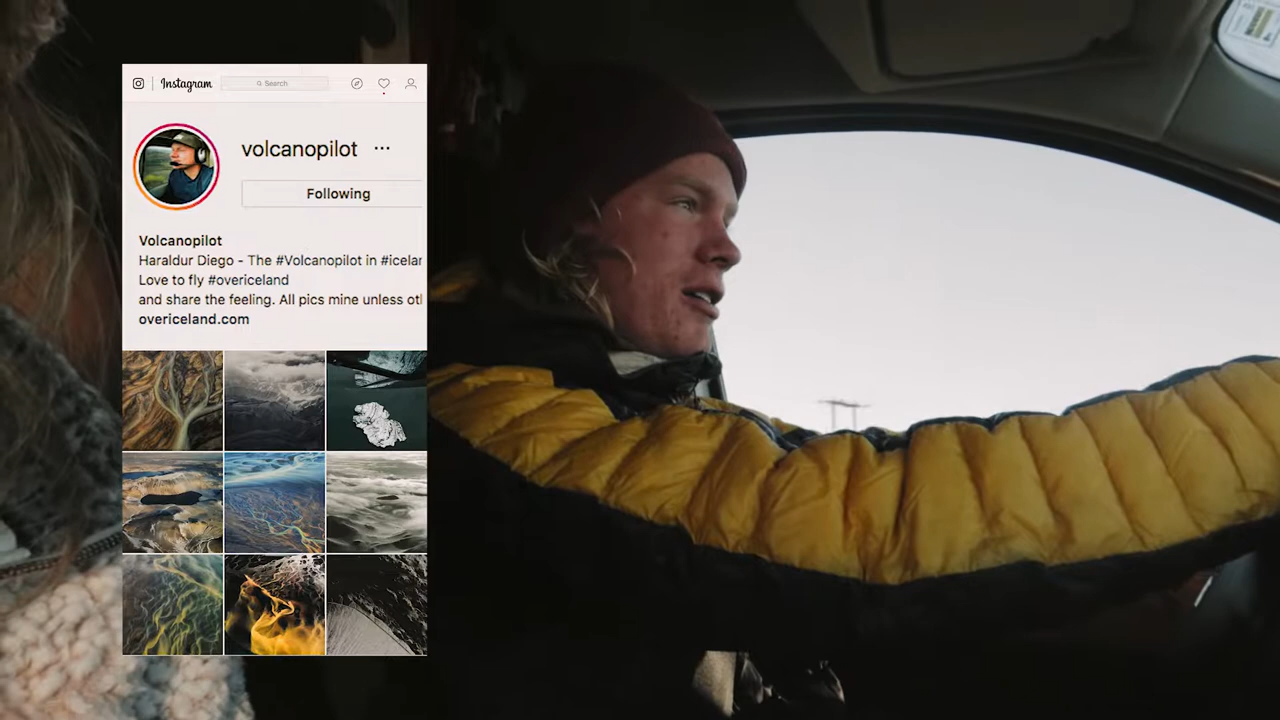 Instagram
Search
volcanopilot
Following
Volcanopilot
Haraldur Diego - The #Volcanopilot in #icelar
Love to fly #overiceland
and share the feeling. All pics mine unless otl
overiceland.com